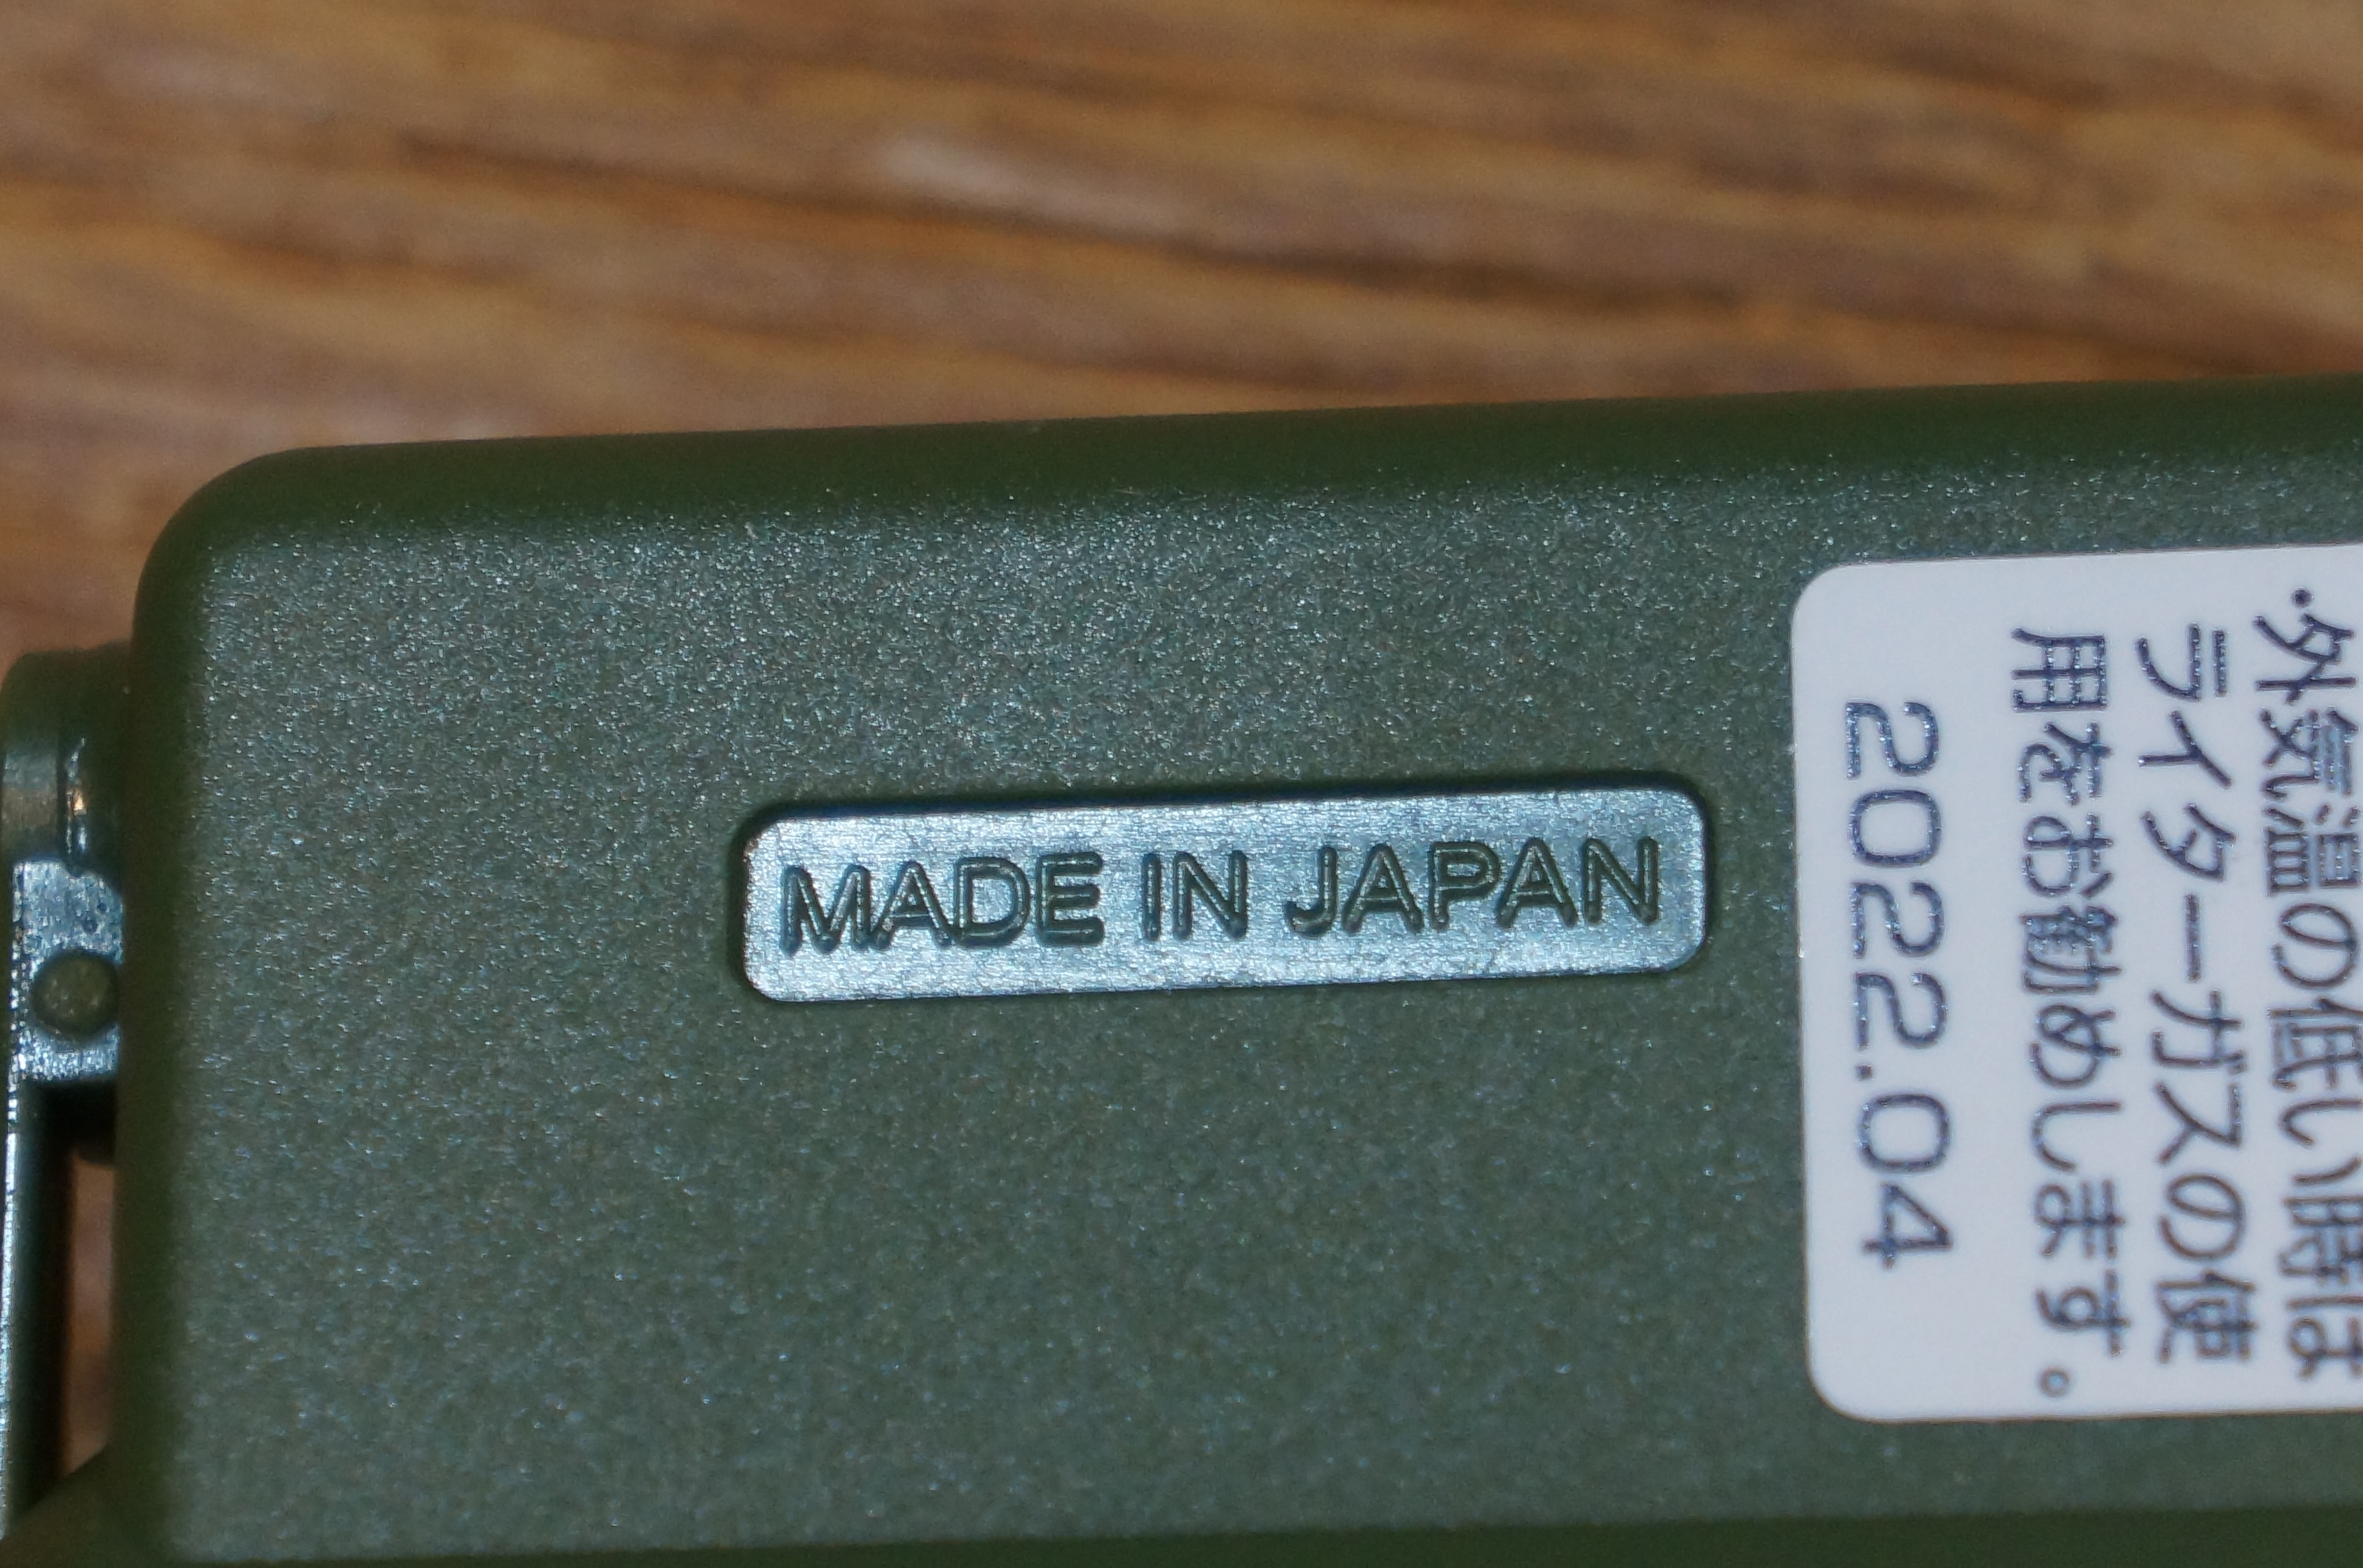 MADE IN JAPAN
・外気温の低い時は
ライターガスの使
用をお勧めします。
2022.04